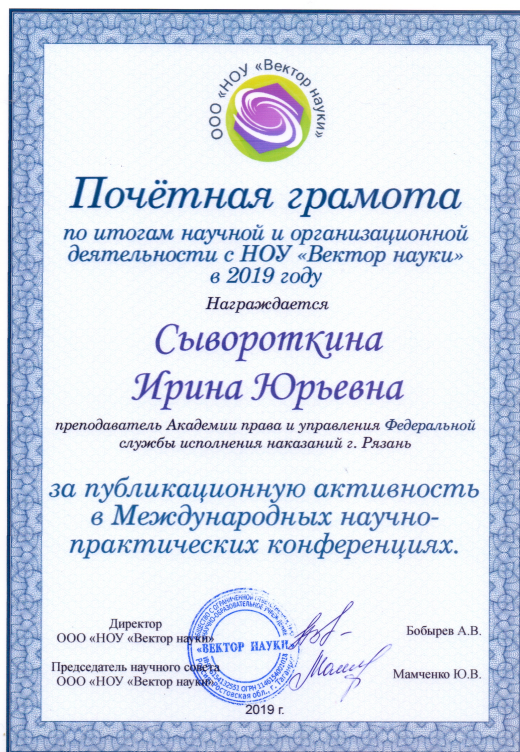 ООО «НОУ «Вектор науки»
Почётная грамота
по итогам научной и организационной
деятельности с НОУ «Вектор науки»
в 2019 году
Награждается
Сывороткина
Ирина Юрьевна
преподаватель Академии права и управления Федеральной
службы исполнения наказаний г. Рязань
за публикационную активность
в Международных научно-
практических конференциях.
Директор
ООО «НОУ «Вектор науки»
Бобырев А.В.
«ВЕКТОР НАУКИ»
Председатель научного совета
ООО «НОУ «Вектор науки»
Мамченко Ю.В.
2019 г.